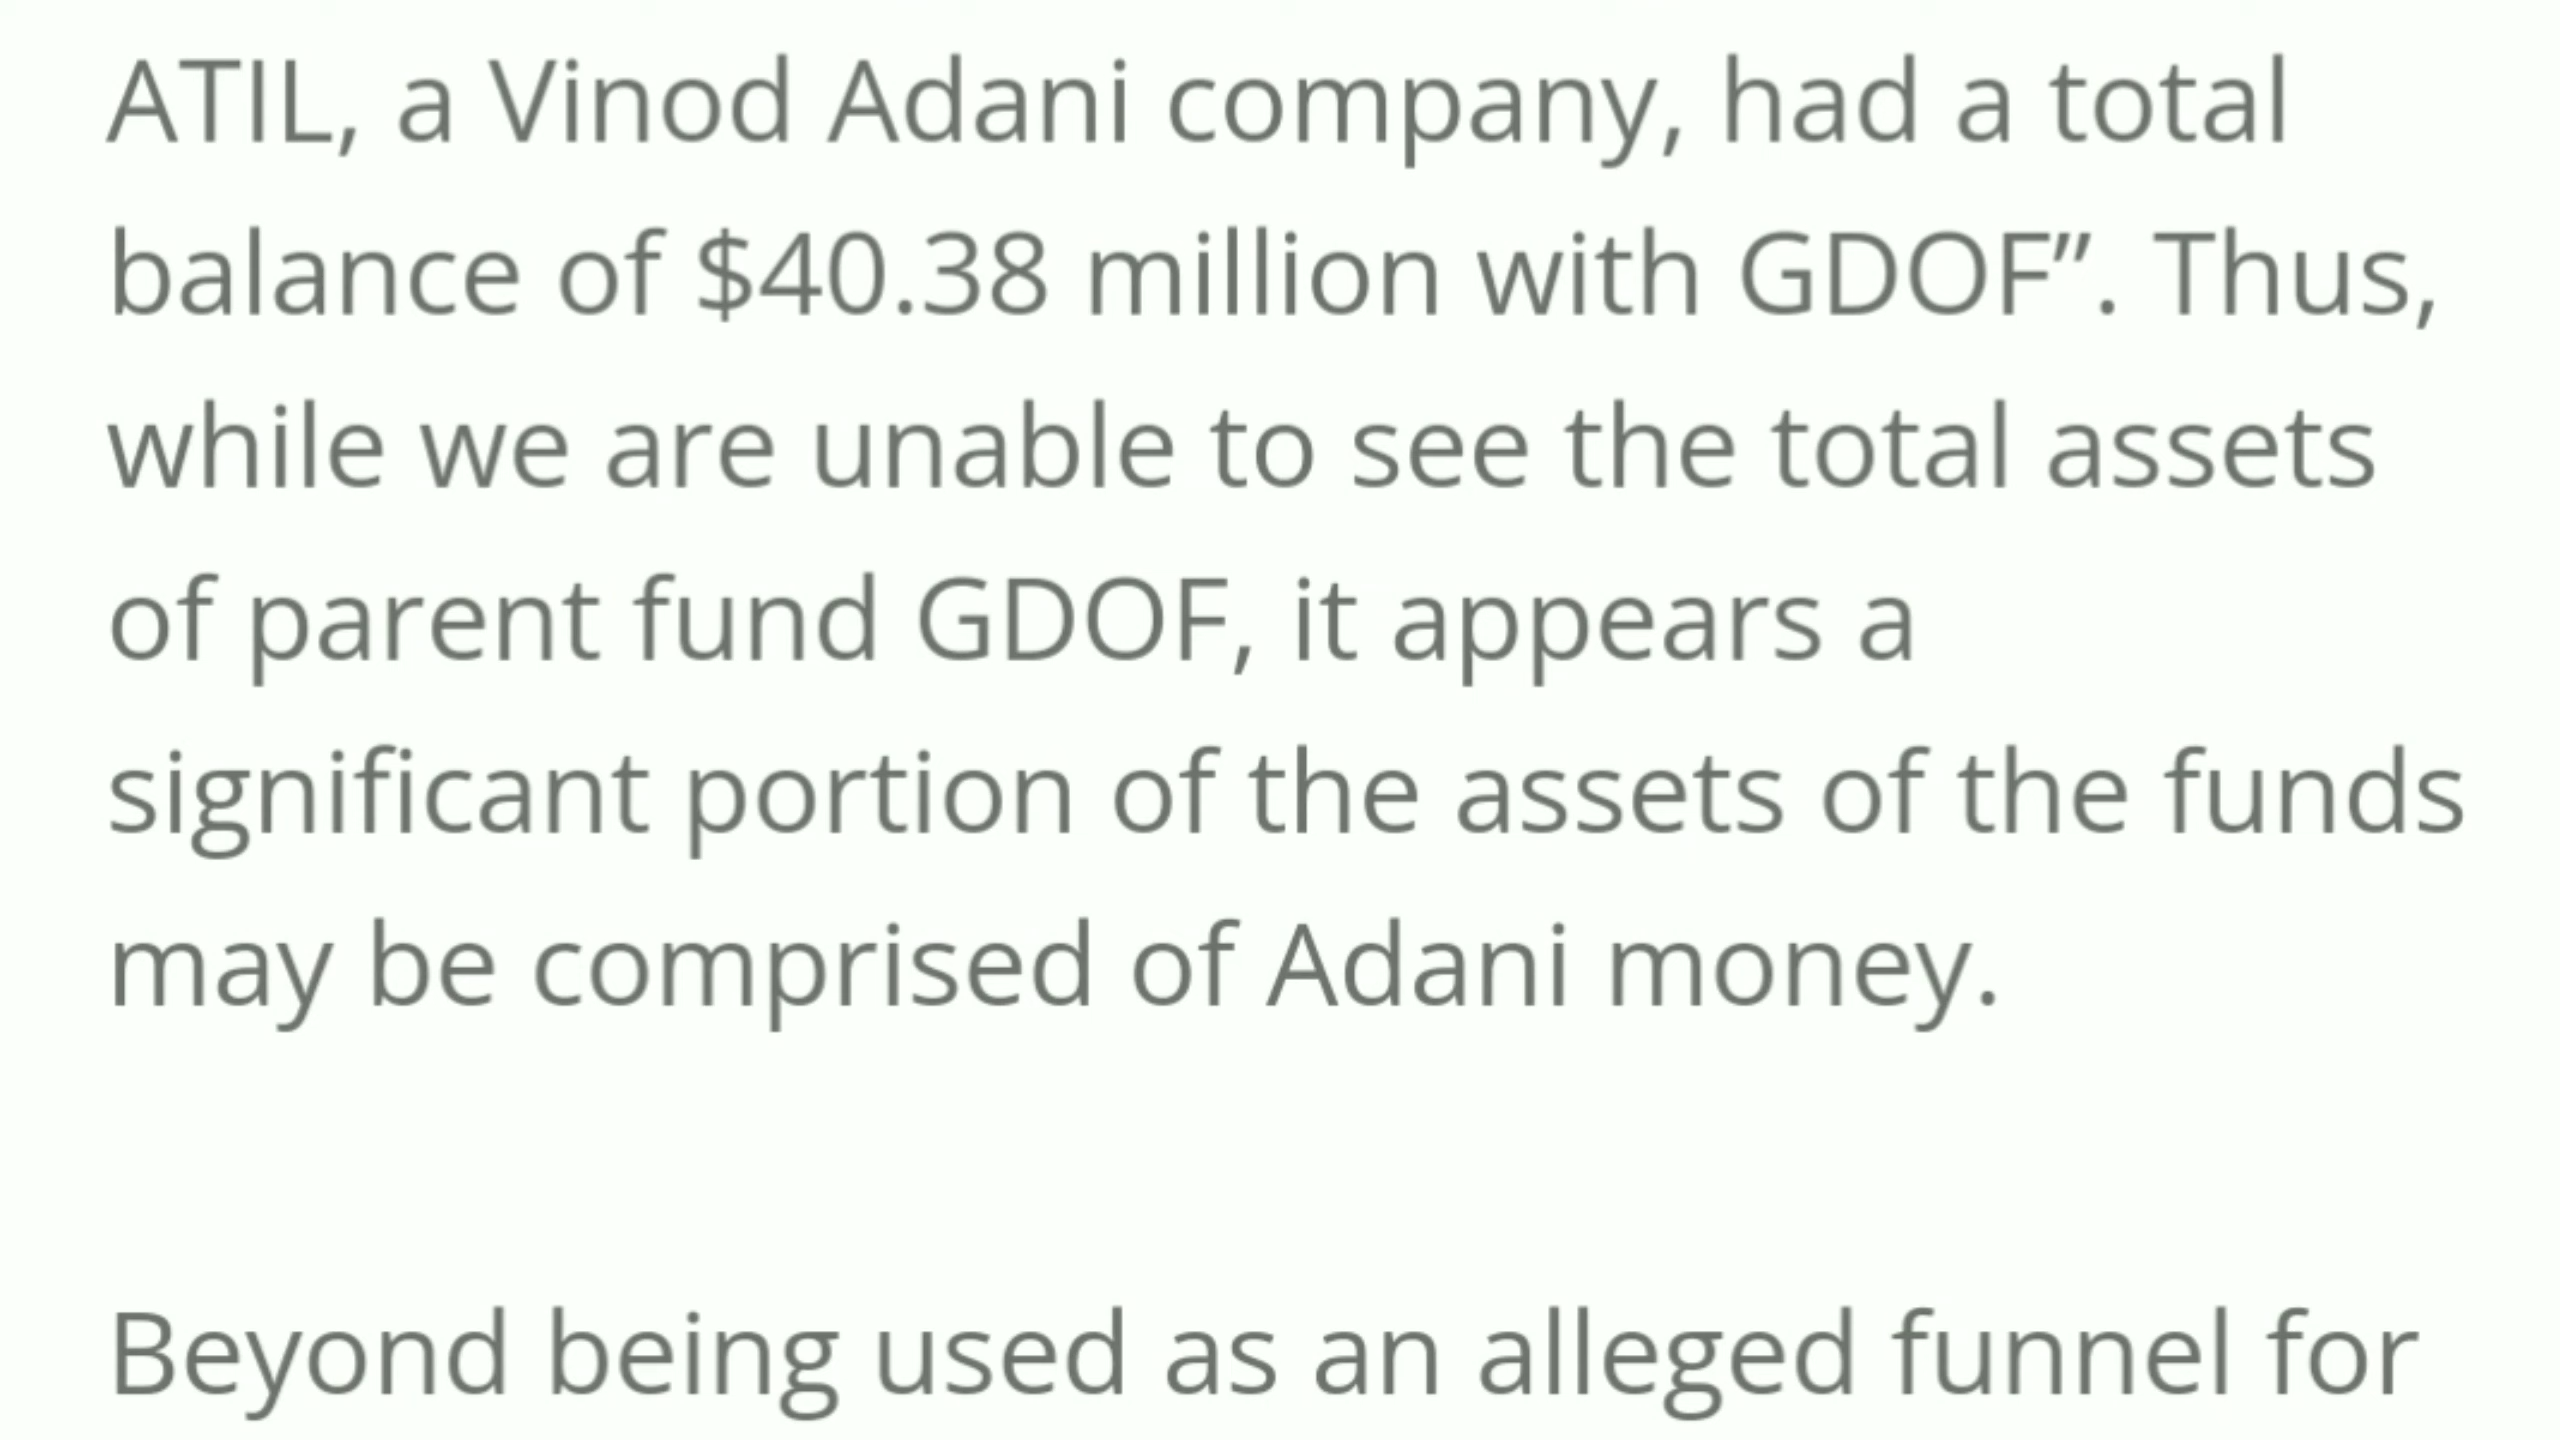 ATIL, a Vinod Adani company, had a total
balance of $40.38 million with GDOF”. Thus,
while we are unable to see the total assets
of parent fund GDOF, it appears a
significant portion of the assets of the funds
may be comprised of Adani money.
Beyond being used as an alleged funnel for